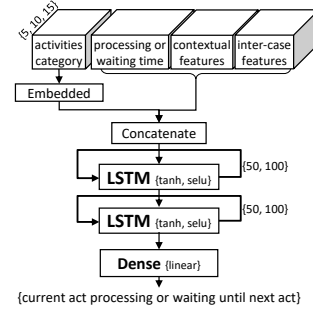 {5, 10, 15}
activities
category
processing or
waiting time
contextual
features
inter-case
features
Embedded
Concatenate
{50, 100}
LSTM {tanh, selu}
{50, 100}
LSTM {tanh, selu}
Dense {linear}
{current act processing or waiting until next act}